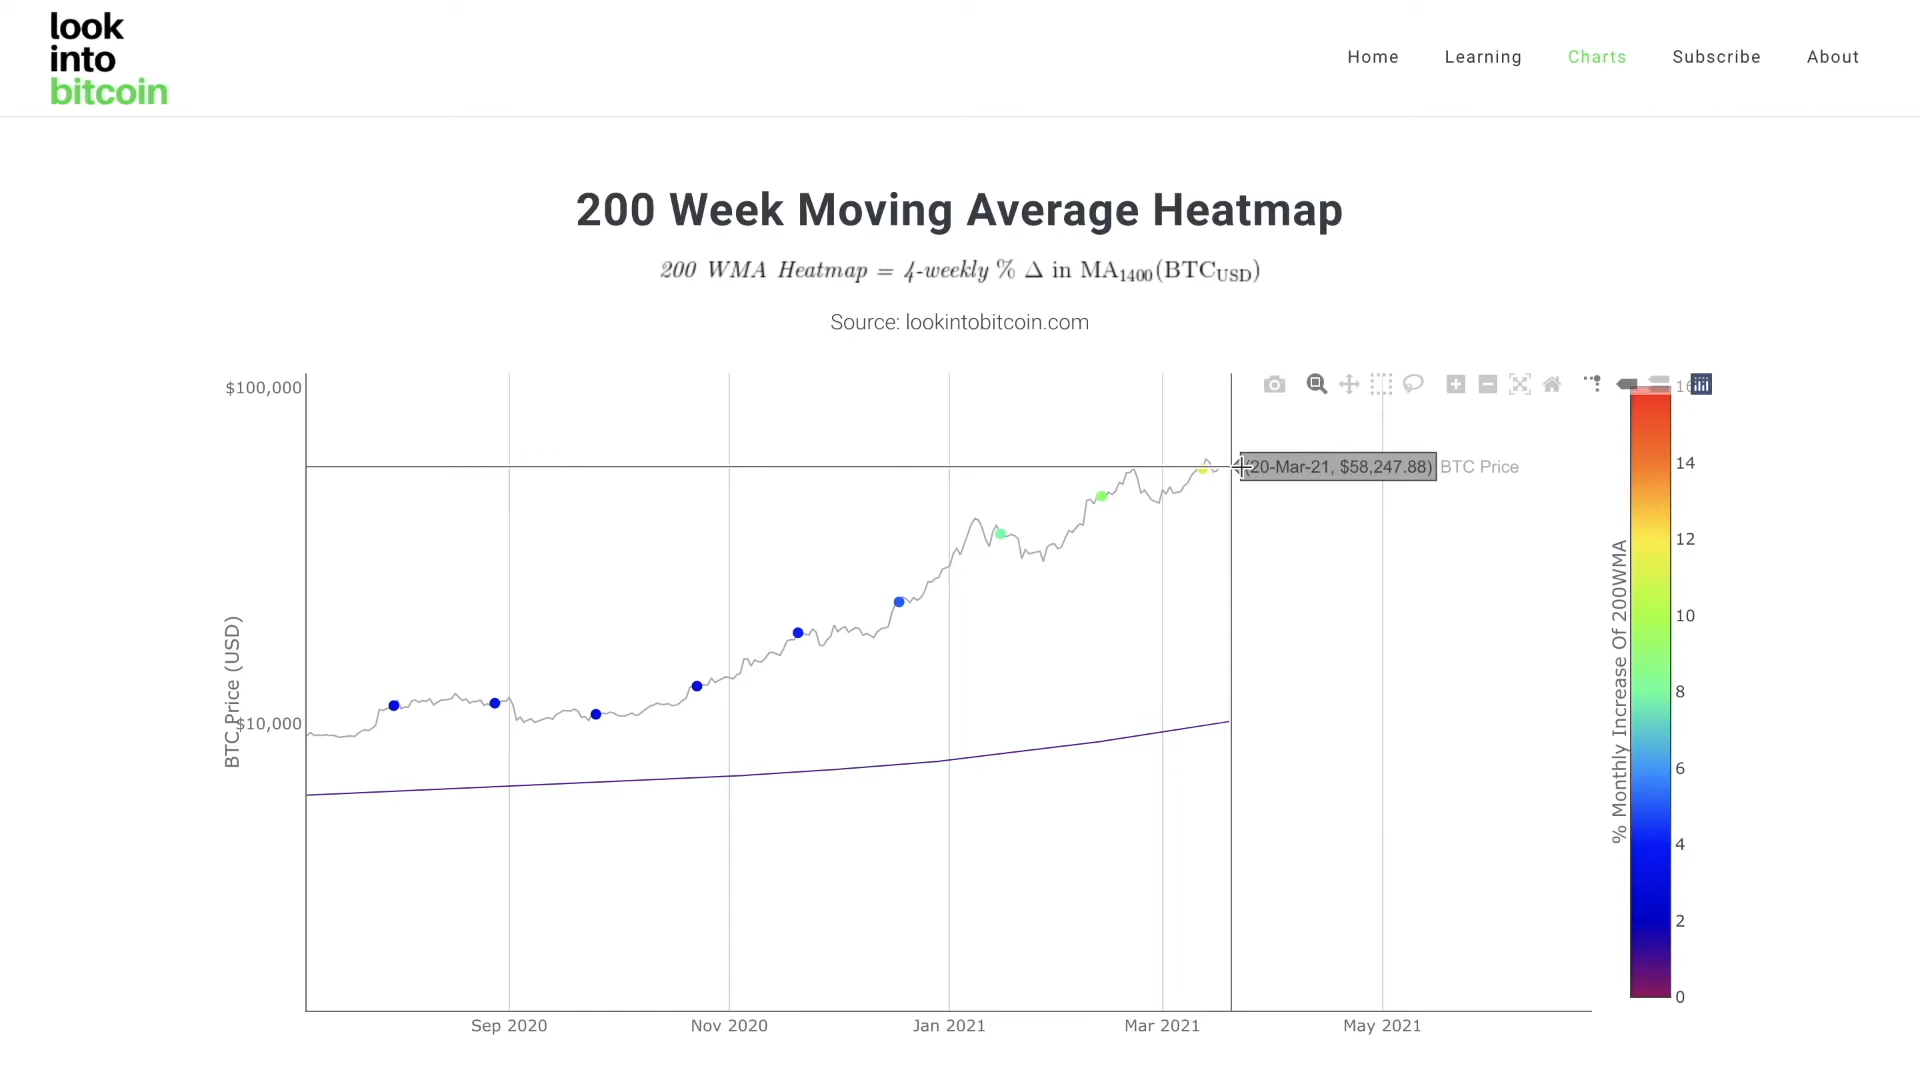 look
into
bitcoin
Home Learning Charts Subscribe About
200 Week Moving Average Heatmap
200 WMA Heatmap = 4-weekly % Δ in MA1400(BTCUSD)
Source: lookintobitcoin.com
$100,000
$10,000
BTC Price (USD)
(20-Mar-21, $58,247.88) BTC Price
Sep 2020 Nov 2020 Jan 2021 Mar 2021 May 2021
% Monthly Increase Of 200WMA
16
14
12
10
8
6
4
2
0